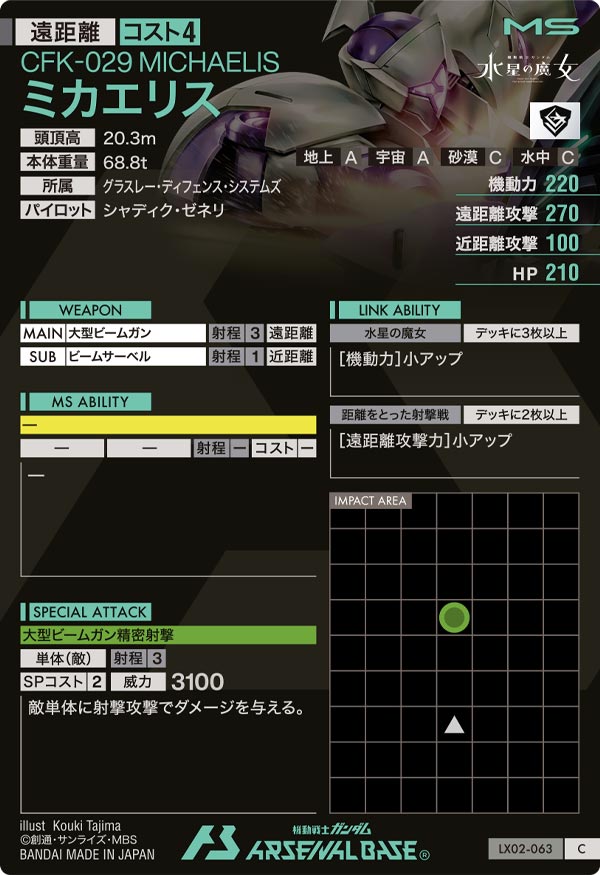 遠距離 コスト4
MS
CFK-029 MICHAELIS
ミカエリス
機動戦士ガンダム
水星の魔女
頭頂高 20.3m
本体重量 68.8t
所属 グラスレー・ディフェンス・システムズ
パイロット シャディク・ゼネリ
地上 A 宇宙 A 砂漠 C 水中 C
機動力 220
遠距離攻撃 270
近距離攻撃 100
HP 210
WEAPON
MAIN 大型ビームガン 射程 3 遠距離
SUB ビームサーベル 射程 1 近距離
MS ABILITY
—
— — 射程 — コスト —
—
SPECIAL ATTACK
大型ビームガン精密射撃
単体(敵) 射程 3
SPコスト 2 威力 3100
敵単体に射撃攻撃でダメージを与える。
LINK ABILITY
水星の魔女 デッキに3枚以上
[機動力]小アップ
距離をとった射撃戦 デッキに2枚以上
[遠距離攻撃力]小アップ
IMPACT AREA
illust Kouki Tajima
©創通・サンライズ・MBS
BANDAI MADE IN JAPAN
機動戦士ガンダム
ARSENAL BASE®
LX02-063 C